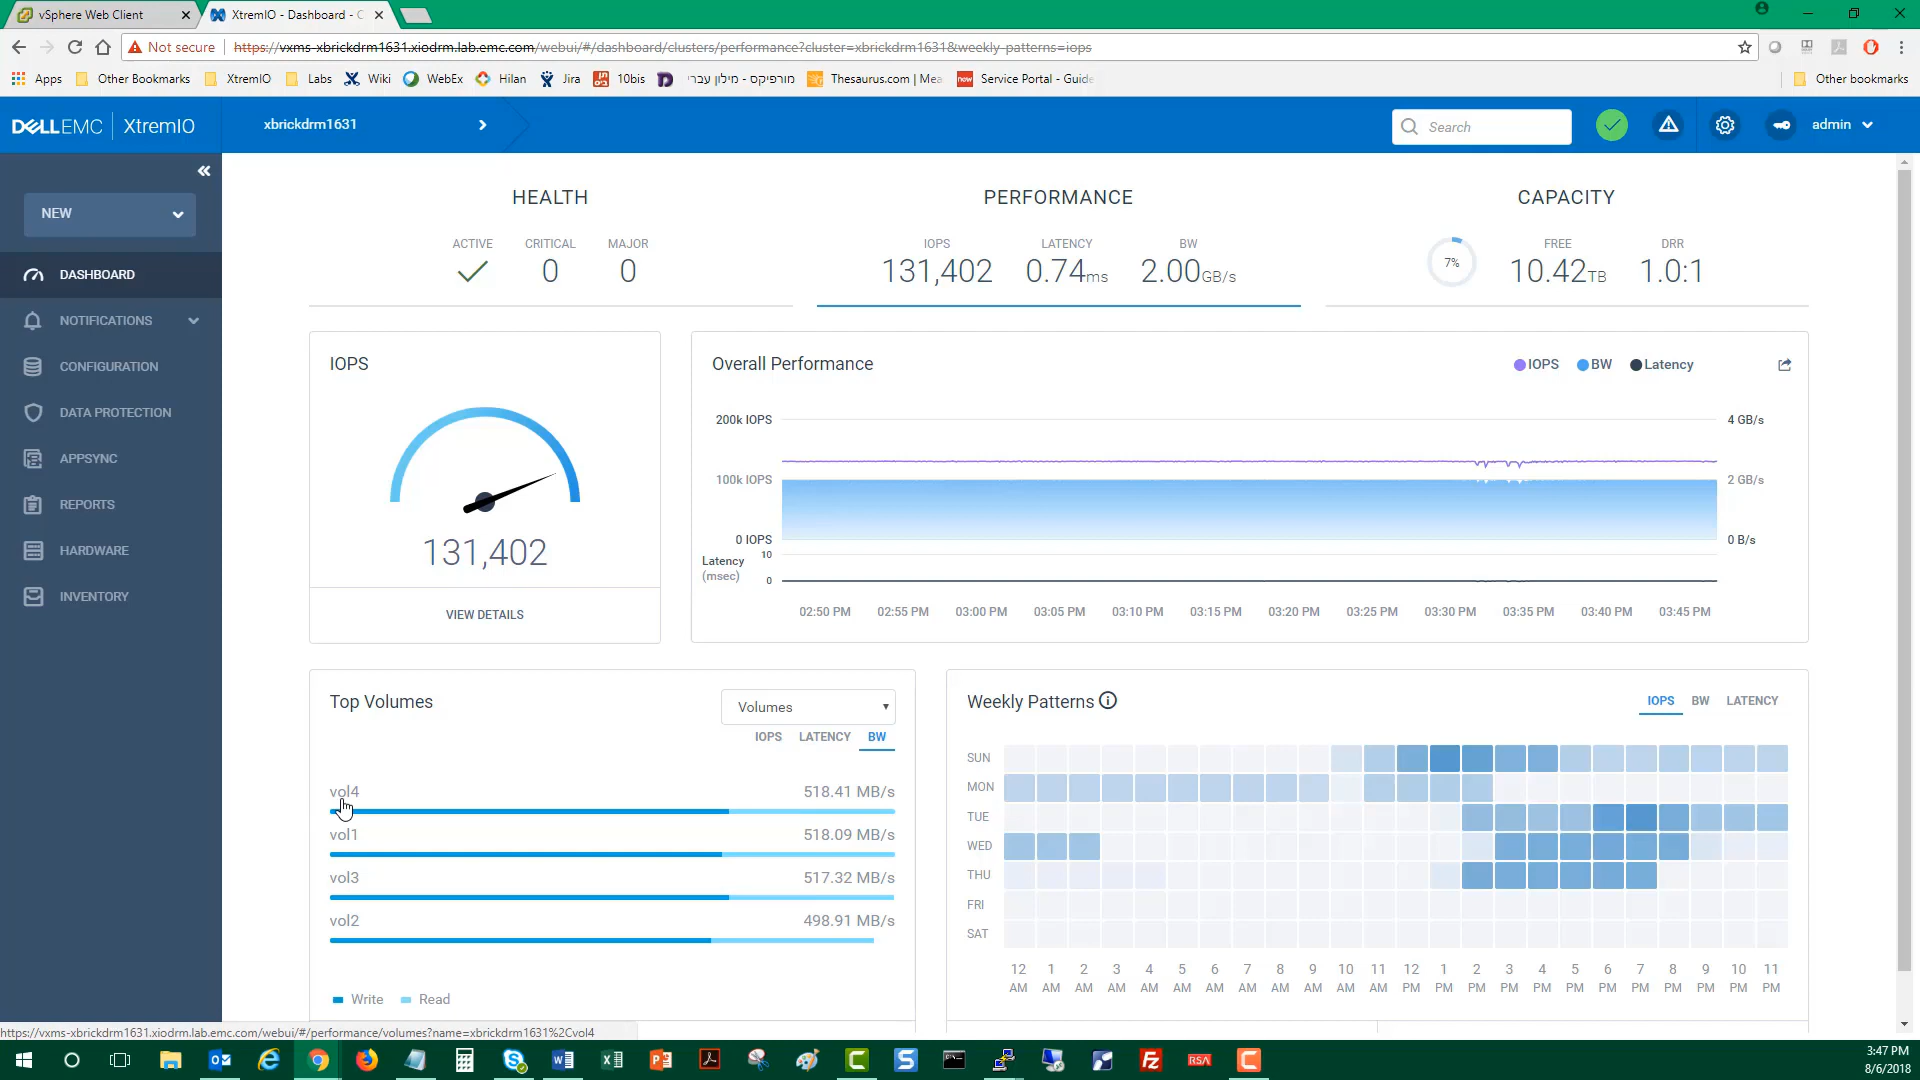 vSphere Web Client
XtremIO - Dashboard - C
Not secure
https://vxms-xbrickdrm1631.xiodrm.lab.emc.com/webui/#/dashboard/clusters/performance?cluster=xbrickdrm1631&weekly-patterns=iops
Apps
Other Bookmarks
XtremIO
Labs
Wiki
WebEx
Hilan
Jira
10bis
מורפיקס - מילון עברי
Thesaurus.com | Mea
Service Portal - Guide
Other bookmarks
DELLEMC XtremIO
xbrickdrm1631
Search
admin
NEW
DASHBOARD
NOTIFICATIONS
CONFIGURATION
DATA PROTECTION
APPSYNC
REPORTS
HARDWARE
INVENTORY
HEALTH
ACTIVE CRITICAL MAJOR
0 0
PERFORMANCE
IOPS LATENCY BW
131,402 0.74ms 2.00GB/s
CAPACITY
FREE DRR
7% 10.42TB 1.0:1
IOPS
131,402
VIEW DETAILS
Overall Performance
IOPS BW Latency
200k IOPS 4 GB/s
100k IOPS 2 GB/s
0 IOPS 0 B/s
Latency 10
(msec) 0
02:50 PM 02:55 PM 03:00 PM 03:05 PM 03:10 PM 03:15 PM 03:20 PM 03:25 PM 03:30 PM 03:35 PM 03:40 PM 03:45 PM
Top Volumes
Volumes
IOPS LATENCY BW
vol4 518.41 MB/s
vol1 518.09 MB/s
vol3 517.32 MB/s
vol2 498.91 MB/s
Write Read
Weekly Patterns
IOPS BW LATENCY
SUN
MON
TUE
WED
THU
FRI
SAT
12 1 2 3 4 5 6 7 8 9 10 11 12 1 2 3 4 5 6 7 8 9 10 11
AM AM AM AM AM AM AM AM AM AM AM AM PM PM PM PM PM PM PM PM PM PM PM PM
https://vxms-xbrickdrm1631.xiodrm.lab.emc.com/webui/#/performance/volumes?name=xbrickdrm1631%2Cvol4
RSA
3:47 PM
8/6/2018